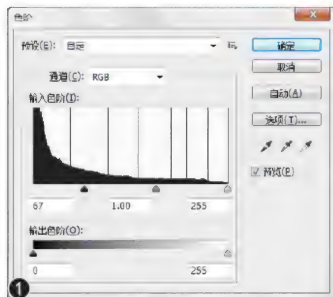 色阶
预设(E): 自定
确定
取消
通道(C): RGB
自动(A)
输入色阶(I):
选项(T)...
预览(P)
67 1.00 255
输出色阶(O):
0 255
1